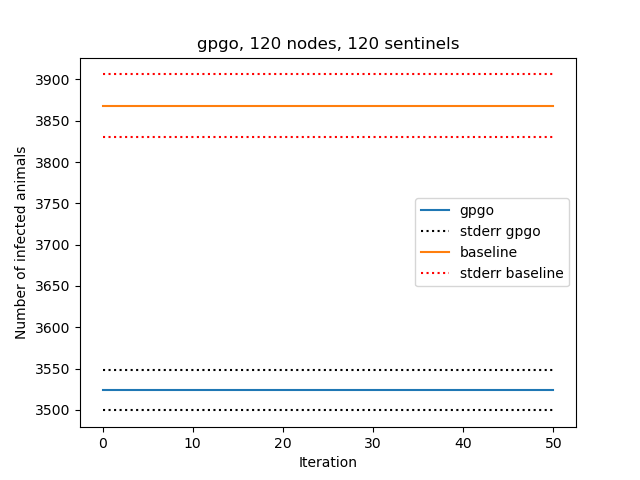 gpgo, 120 nodes, 120 sentinels
3900
3850
3800
3750
3700
3650
3600
3550
3500
Number of infected animals
gpgo
stderr gpgo
baseline
stderr baseline
0 10 20 30 40 50
Iteration